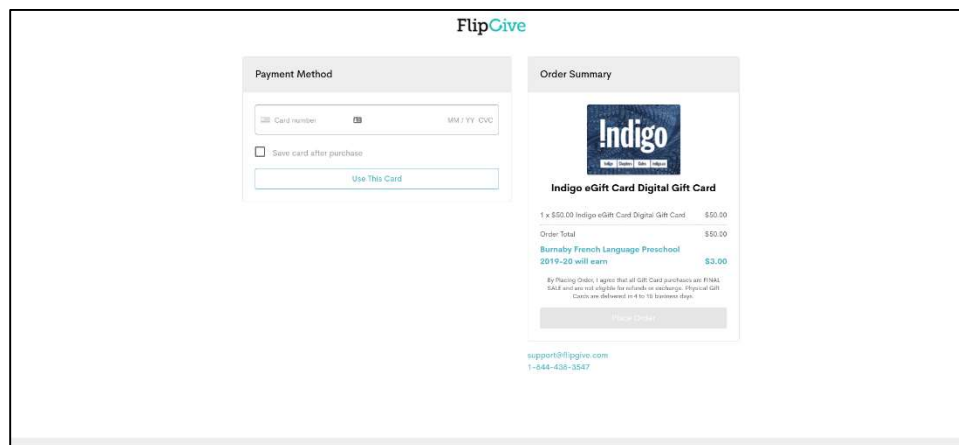 FlipGive
Payment Method
Card number MM / YY CVC
Save card after purchase
Use This Card
Order Summary
!ndigo
Indigo eGift Card Digital Gift Card
1 x $50.00 Indigo eGift Card Digital Gift Card $50.00
Order Total $50.00
Burnaby French Language Preschool
2019-20 will earn $3.00
By Placing Order, I agree that all Gift Card purchases are FINAL
SALE and are not eligible for refunds or exchange. Physical Gift
Cards are delivered in 4 to 10 business days.
Place Order
support@flipgive.com
1-644-438-3547